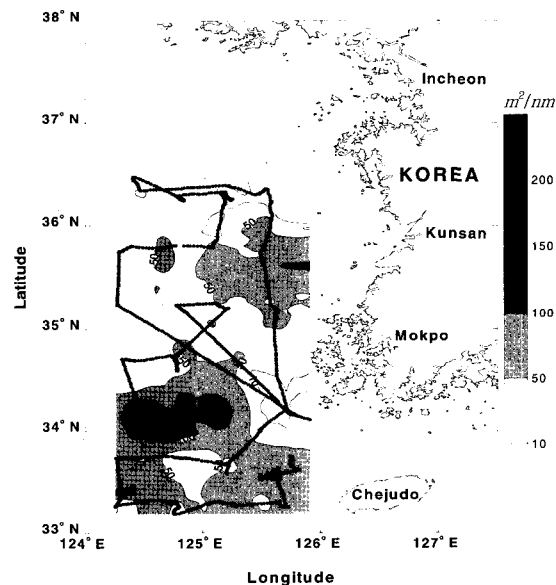 38° N
Incheon
m²/nm
37° N
KOREA
200
36° N
Kunsan
150
Latitude
35° N
100
Mokpo
50
34° N
10
Chejudo
33° N
124° E
125° E
126° E
127° E
Longitude